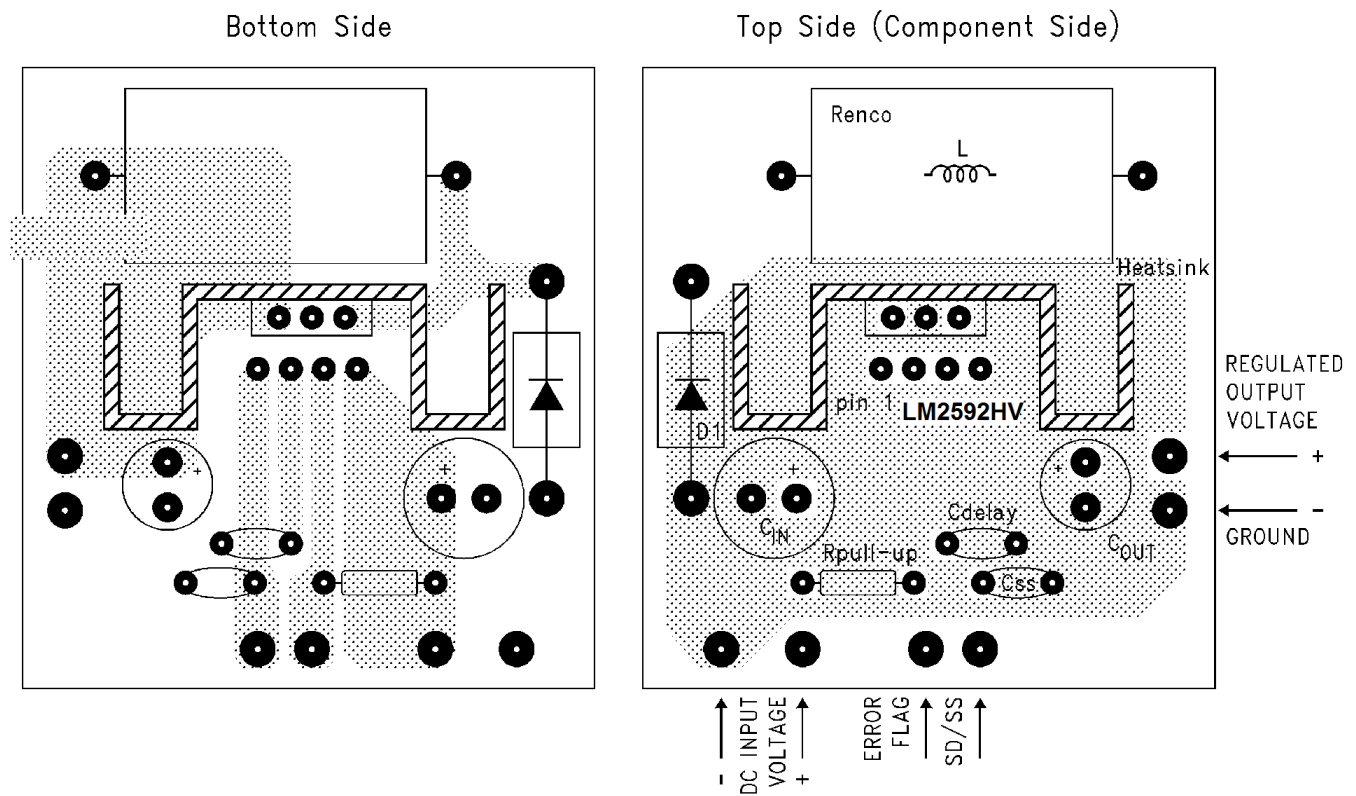 Bottom Side
Top Side (Component Side)
Renco
L
Heatsink
pin 1
LM2592HV
D1
REGULATED
OUTPUT
VOLTAGE
+
+
+
+
+
-
GROUND
CIN
Cdelay
COUT
Rpull-up
Css
- DC INPUT
VOLTAGE +
ERROR
FLAG
SD/SS